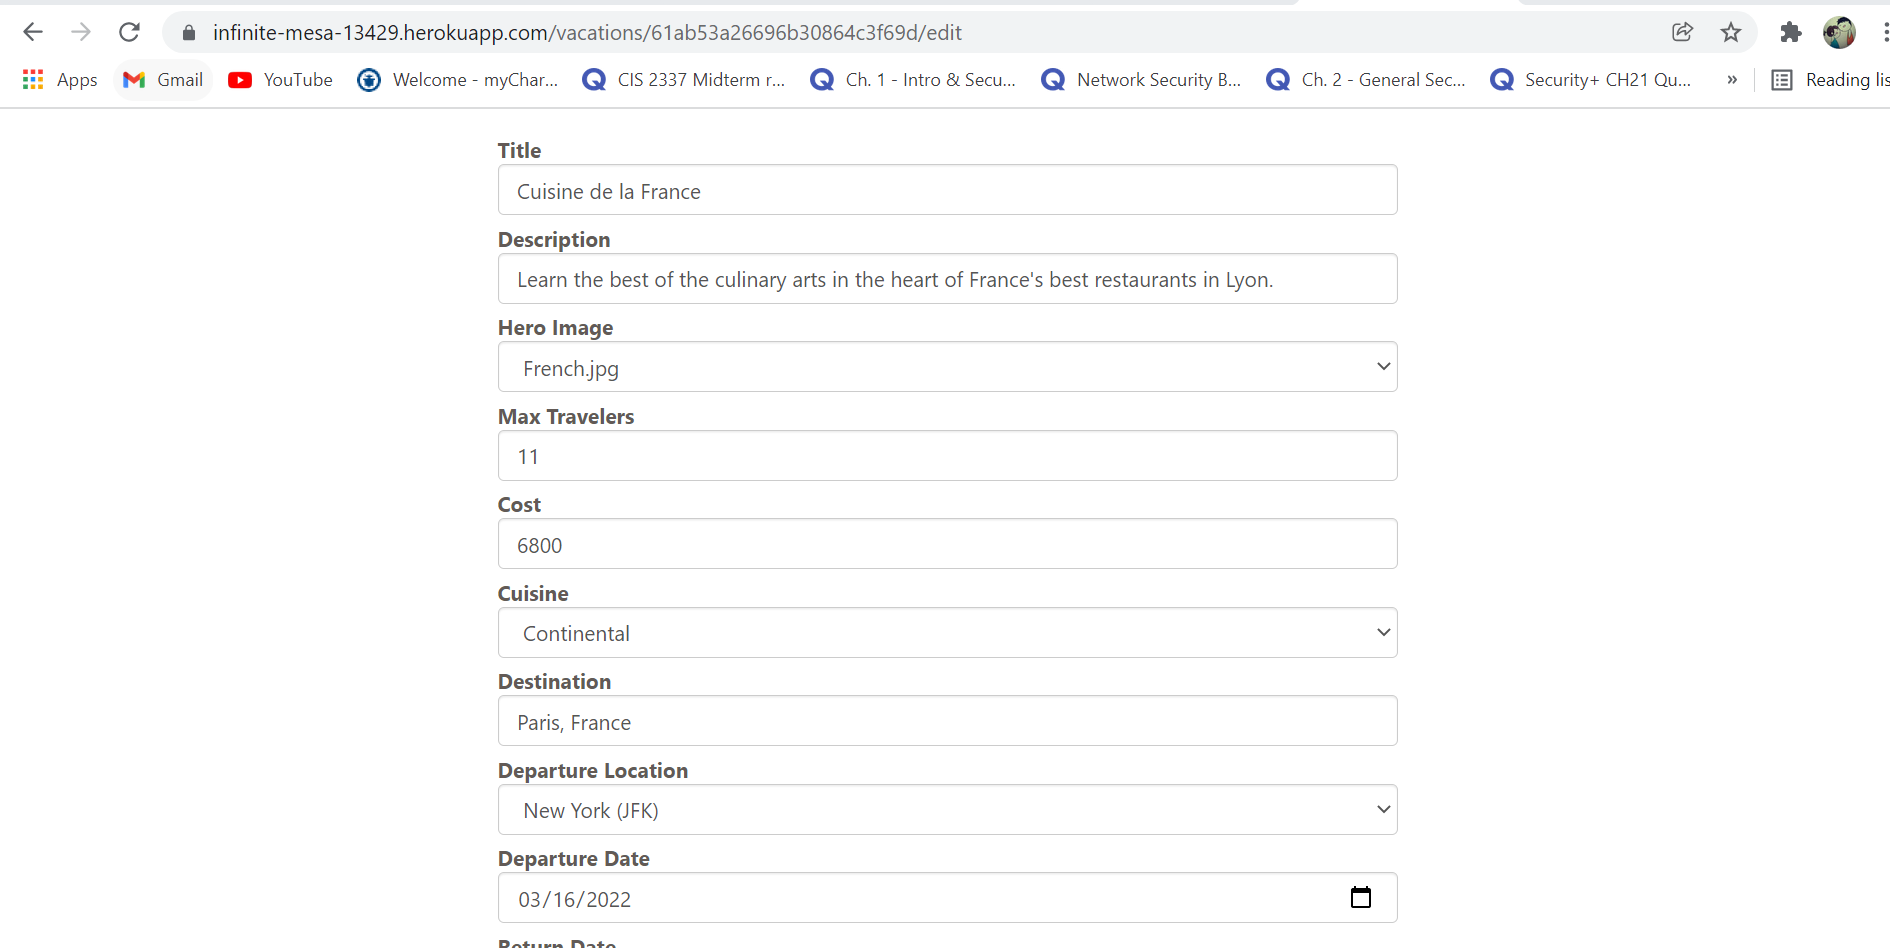 infinite-mesa-13429.herokuapp.com/vacations/61ab53a26696b30864c3f69d/edit
Apps Gmail YouTube Welcome - myChar... CIS 2337 Midterm r... Ch. 1 - Intro & Secu... Network Security B... Ch. 2 - General Sec... Security+ CH21 Qu... » Reading lis
Title
Cuisine de la France
Description
Learn the best of the culinary arts in the heart of France's best restaurants in Lyon.
Hero Image
French.jpg
Max Travelers
11
Cost
6800
Cuisine
Continental
Destination
Paris, France
Departure Location
New York (JFK)
Departure Date
03/16/2022
Return Date